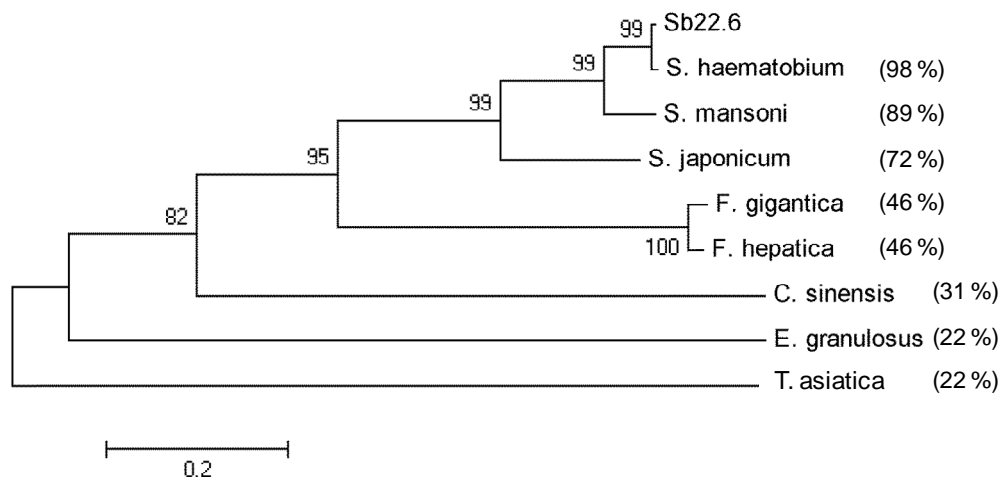 Sb22.6
99
S. haematobium (98 %)
99
S. mansoni (89 %)
99
S. japonicum (72 %)
95
F. gigantica (46 %)
82
100 F. hepatica (46 %)
C. sinensis (31 %)
E. granulosus (22 %)
T. asiatica (22 %)
0.2